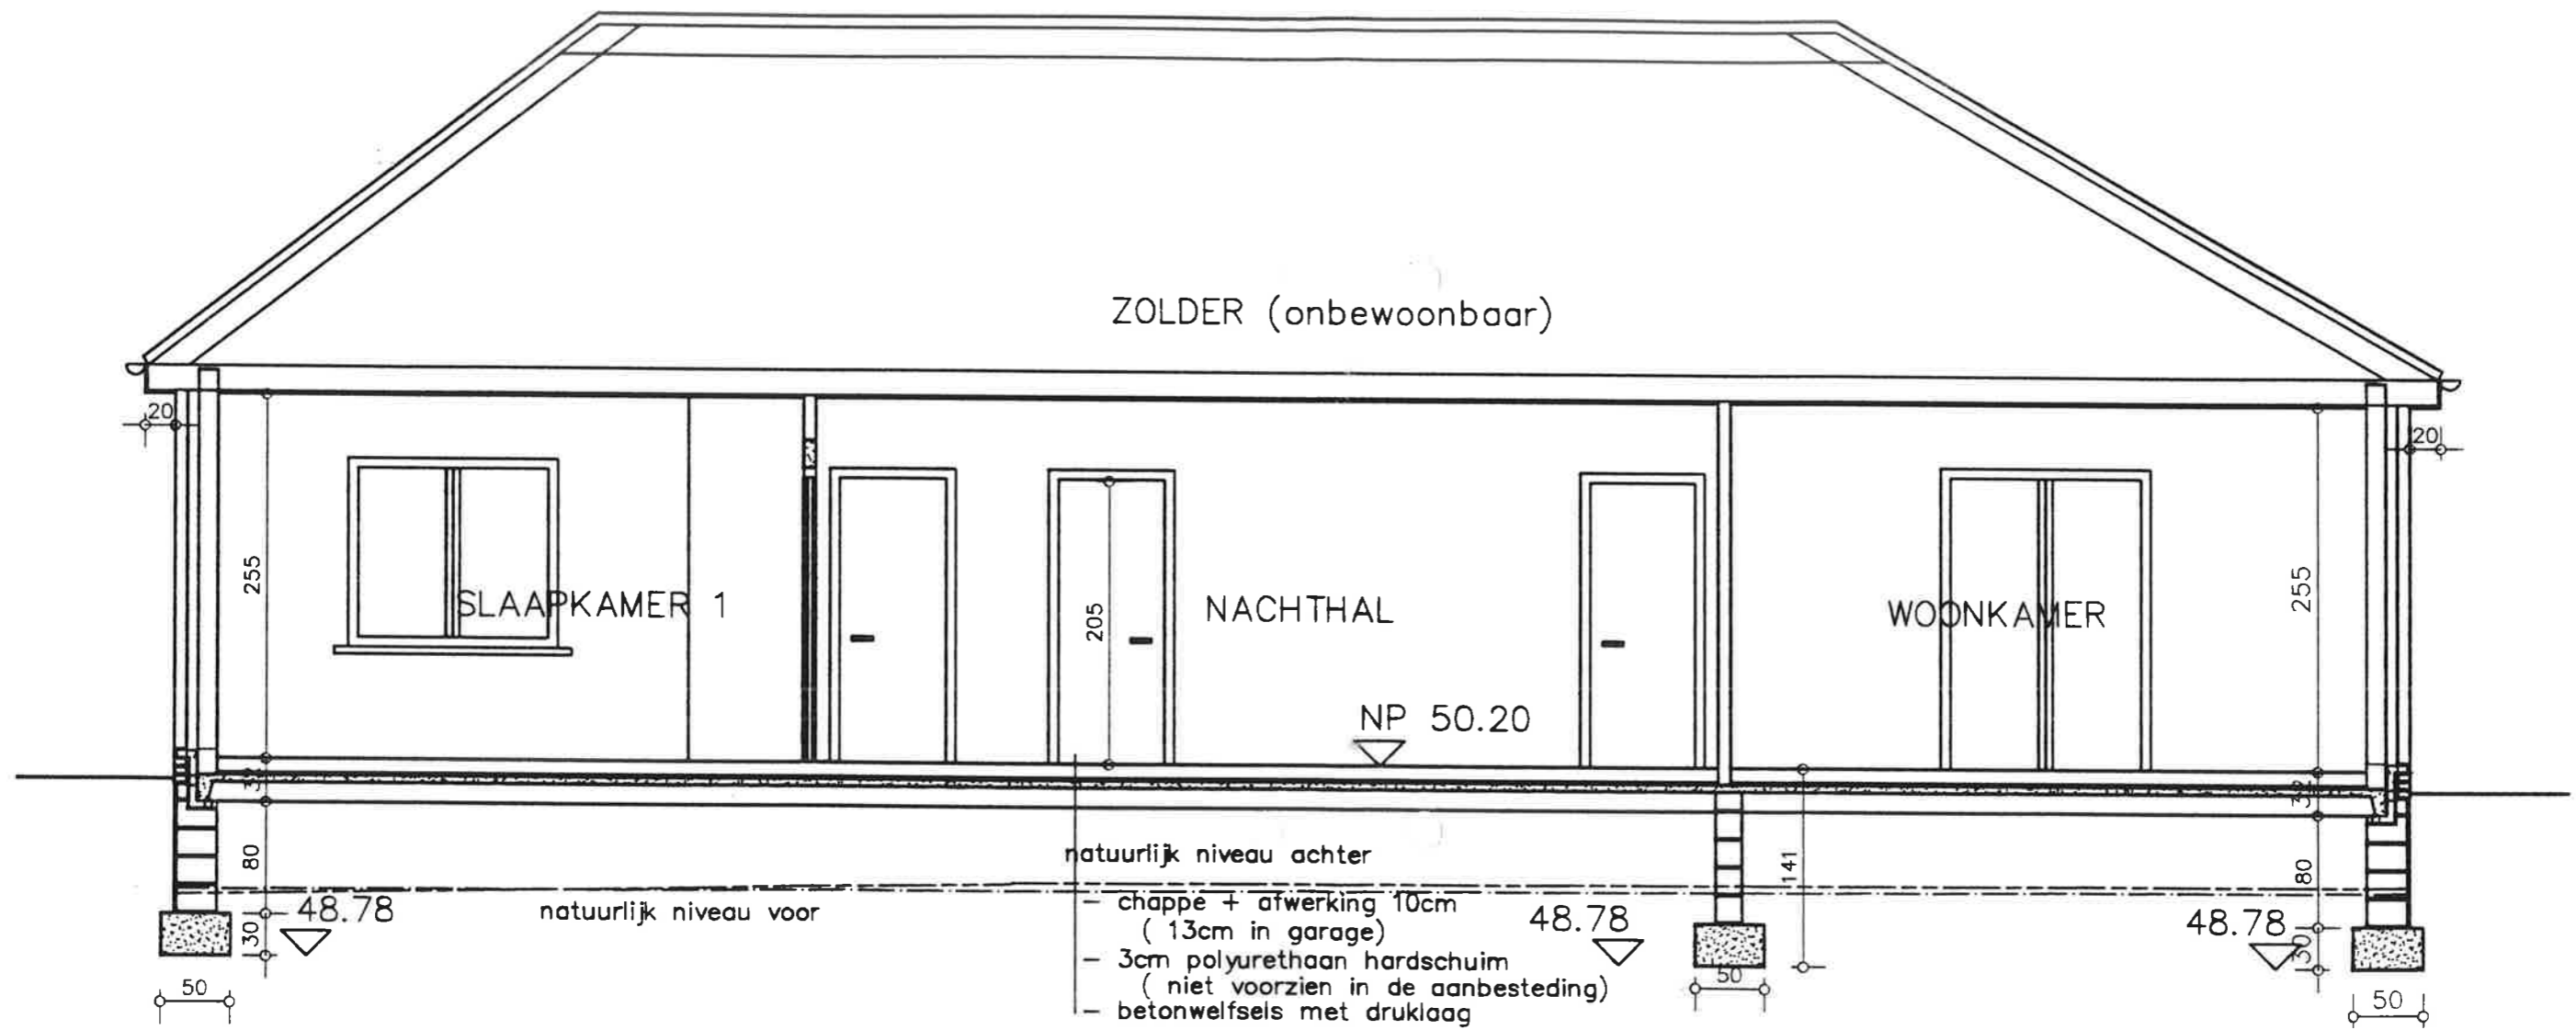 ZOLDER (onbewoonbaar)
20
20
255
SLAAPKAMER 1
205
NACHTHAL
255
WOONKAMER
NP 50.20
80
natuurlijk niveau achter
141
80
48.78
natuurlijk niveau voor
30
- chappe + afwerking 10cm
( 13cm in garage)
48.78
48.78
30
- 3cm polyurethaan hardschuim
( niet voorzien in de aanbesteding)
- betonwelfsels met druklaag
50
50
50